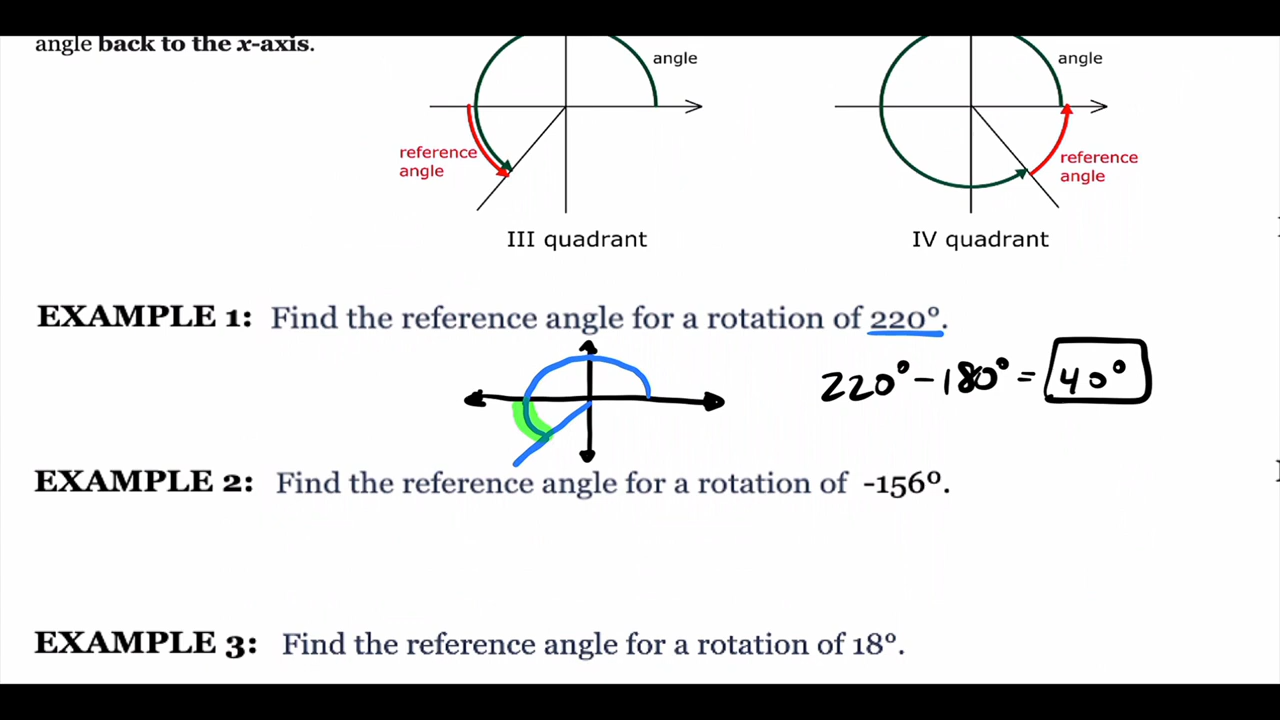 angle back to the x-axis.
angle
angle
reference
angle
reference
angle
III quadrant
IV quadrant
EXAMPLE 1: Find the reference angle for a rotation of 220°.
220° - 180° = 40°
EXAMPLE 2: Find the reference angle for a rotation of -156°.
EXAMPLE 3: Find the reference angle for a rotation of 18°.